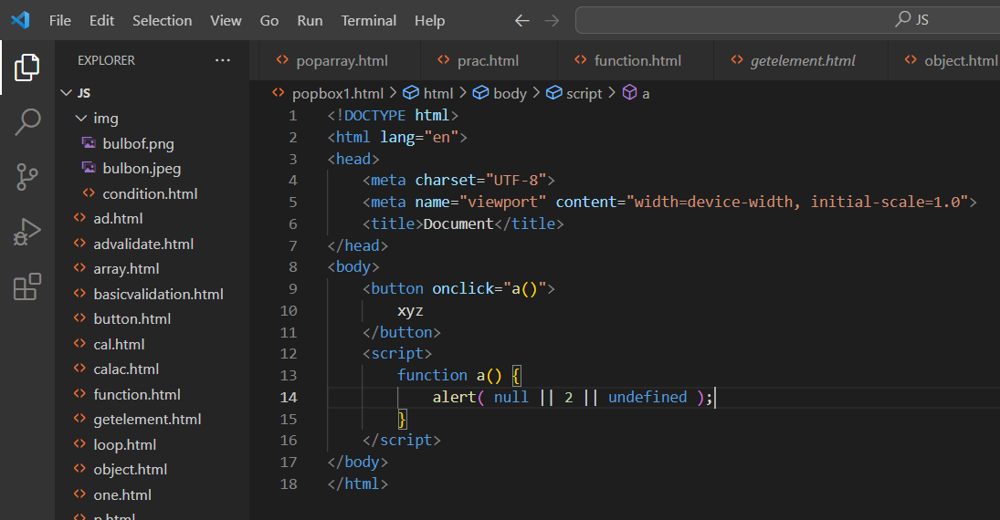 File Edit Selection View Go Run Terminal Help JS
EXPLORER ...
poparray.html prac.html function.html getelement.html object.html
JS
img
bulbof.png
bulbon.jpeg
condition.html
ad.html
advalidate.html
array.html
basicvalidation.html
button.html
cal.html
calac.html
function.html
getelement.html
loop.html
object.html
one.html
popbox1.html > html > body > script > a
1 <!DOCTYPE html>
2 <html lang="en">
3 <head>
4     <meta charset="UTF-8">
5     <meta name="viewport" content="width=device-width, initial-scale=1.0">
6     <title>Document</title>
7 </head>
8 <body>
9     <button onclick="a()">
10         xyz
11     </button>
12     <script>
13         function a() {
14             alert( null || 2 || undefined );
15         }
16     </script>
17 </body>
18 </html>